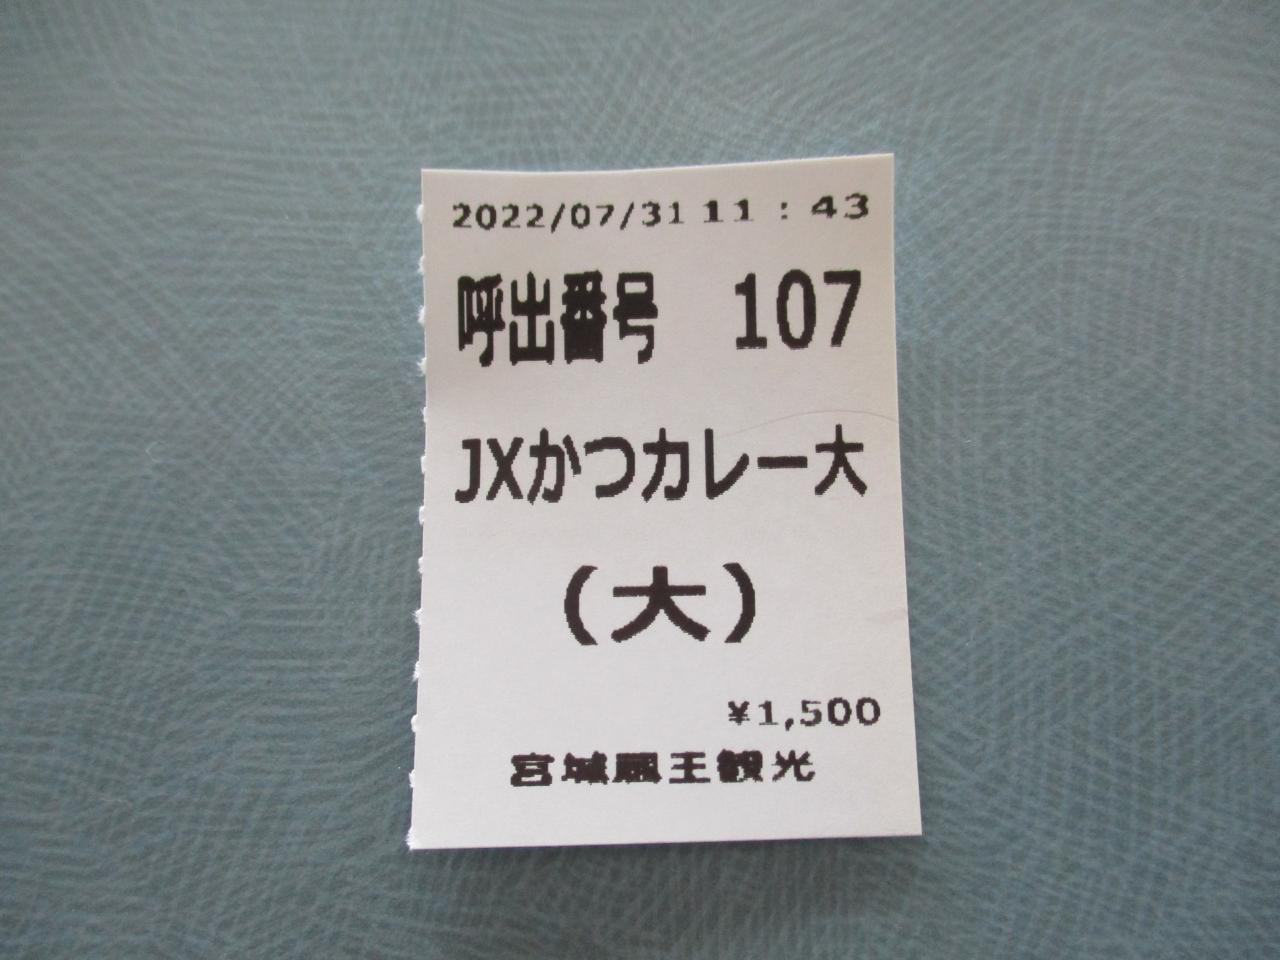 2022/07/31 11:43
呼出番号 107
JXかつカレー大
(大)
¥1,500
宮城蔵王観光